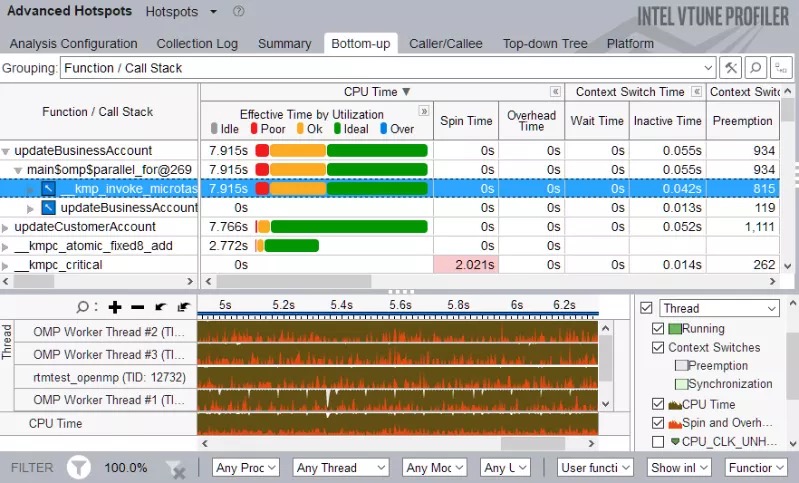 Advanced Hotspots Hotspots
INTEL VTUNE PROFILER
Analysis Configuration Collection Log Summary Bottom-up Caller/Callee Top-down Tree Platform
Grouping: Function / Call Stack
CPU Time Context Switch Time Context Switc
Function / Call Stack
Effective Time by Utilization
Idle Poor Ok Ideal Over
Spin Time Overhead Time Wait Time Inactive Time Preemption
updateBusinessAccount 7.915s 0s 0s 0s 0.055s 934
main$omp$parallel_for@269 7.915s 0s 0s 0s 0.055s 934
__kmp_invoke_microtas 7.915s 0s 0s 0s 0.042s 815
updateBusinessAccount 0s 0s 0s 0s 0.013s 119
updateCustomerAccount 7.766s 0s 0s 0s 0.052s 1,111
__kmpc_atomic_fixed8_add 2.772s 0s 0s
__kmpc_critical 0s 2.021s 0s 0s 0.014s 262
5s 5.2s 5.4s 5.6s 5.8s 6s 6.2s
Thread
OMP Worker Thread #2 (TI...
OMP Worker Thread #3 (TI...
rtmtest_openmp (TID: 12732)
OMP Worker Thread #1 (TI...
CPU Time
Thread
Running
Context Switches
Preemption
Synchronization
CPU Time
Spin and Overh...
CPU_CLK_UNH...
FILTER 100.0% Any Proc Any Thread Any Moc Any U User functi Show inl Function